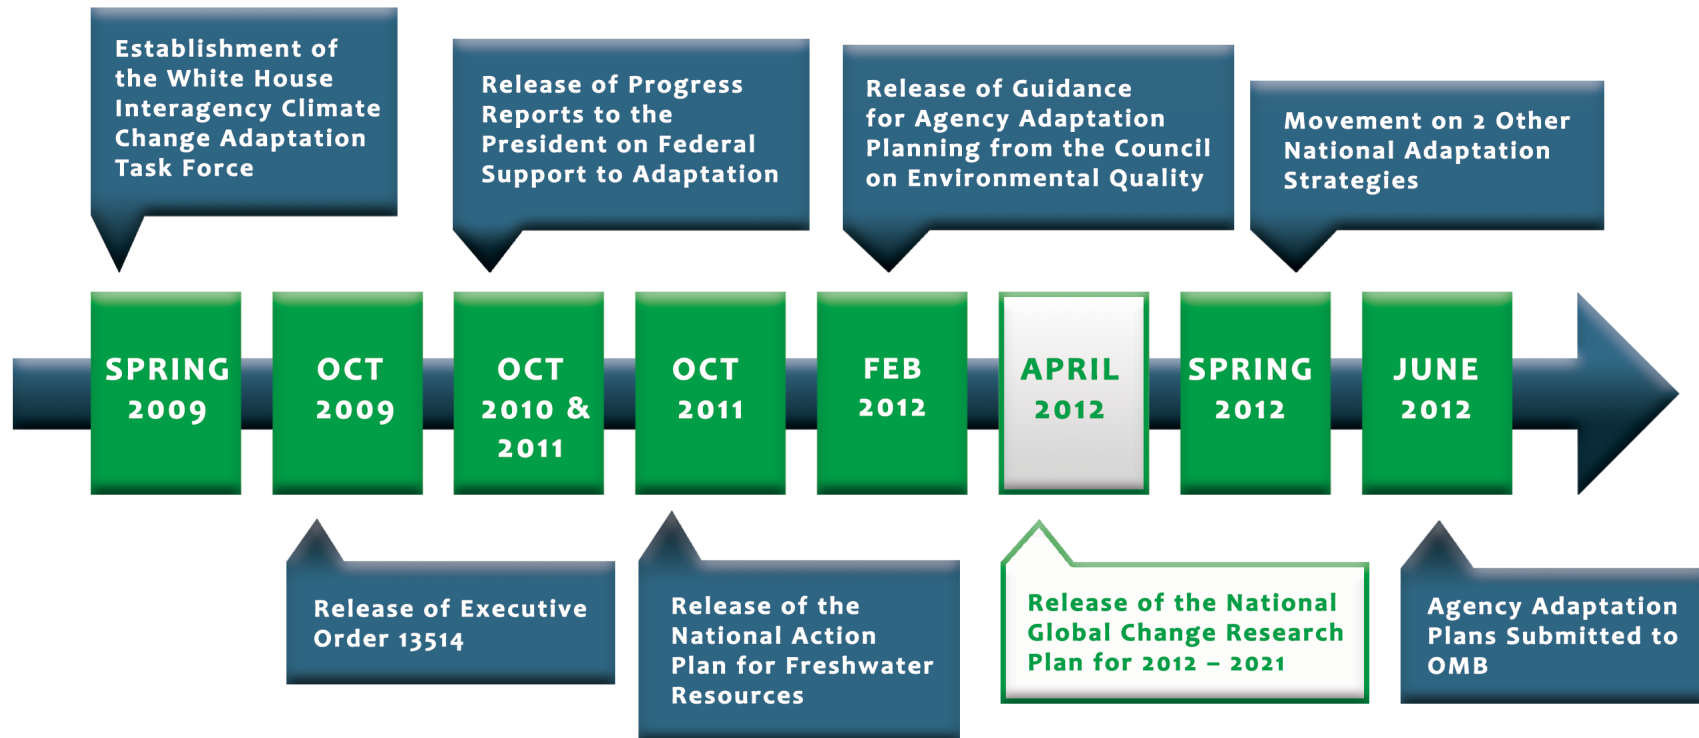 Establishment of
the White House
Interagency Climate
Change Adaptation
Task Force
Release of Progress
Reports to the
President on Federal
Support to Adaptation
Release of Guidance
for Agency Adaptation
Planning from the Council
on Environmental Quality
Movement on 2 Other
National Adaptation
Strategies
SPRING
2009
OCT
2009
OCT
2010 &
2011
OCT
2011
FEB
2012
APRIL
2012
SPRING
2012
JUNE
2012
Release of Executive
Order 13514
Release of the
National Action
Plan for Freshwater
Resources
Release of the National
Global Change Research
Plan for 2012 – 2021
Agency Adaptation
Plans Submitted to
OMB